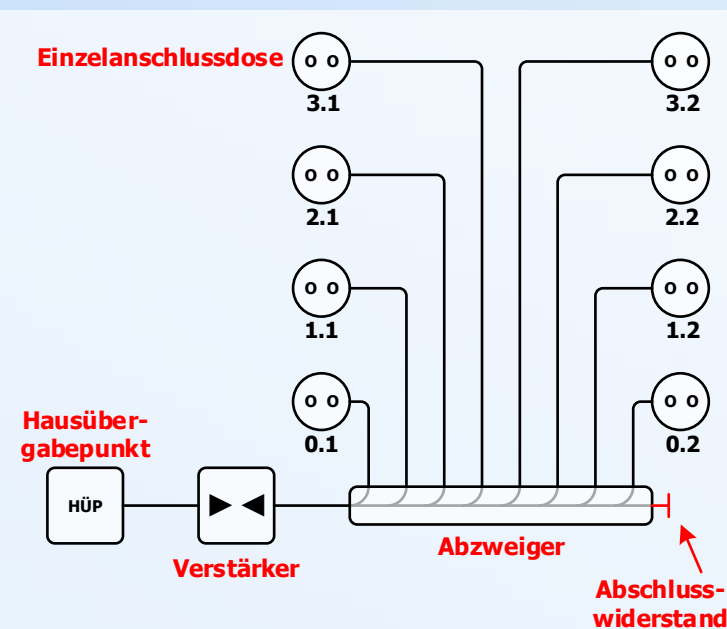 Einzelanschlussdose
o o
3.1
o o
3.2
o o
2.1
o o
2.2
o o
1.1
o o
1.2
o o
0.1
o o
0.2
Hausüber-
gabepunkt
HÜP
Verstärker
Abzweiger
Abschluss-
widerstand